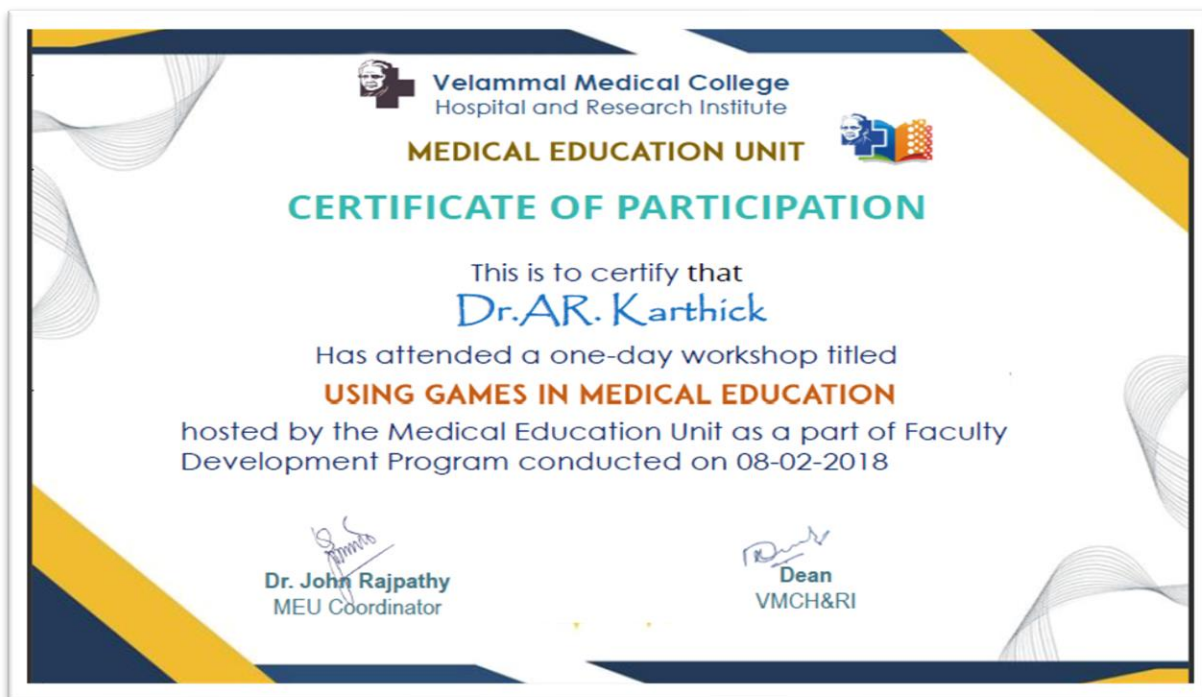 Velammal Medical College
Hospital and Research Institute
MEDICAL EDUCATION UNIT
CERTIFICATE OF PARTICIPATION
This is to certify that
Dr.AR. Karthick
Has attended a one-day workshop titled
USING GAMES IN MEDICAL EDUCATION
hosted by the Medical Education Unit as a part of Faculty
Development Program conducted on 08-02-2018
Dr. John Rajpathy
MEU Coordinator
Dean
VMCH&RI